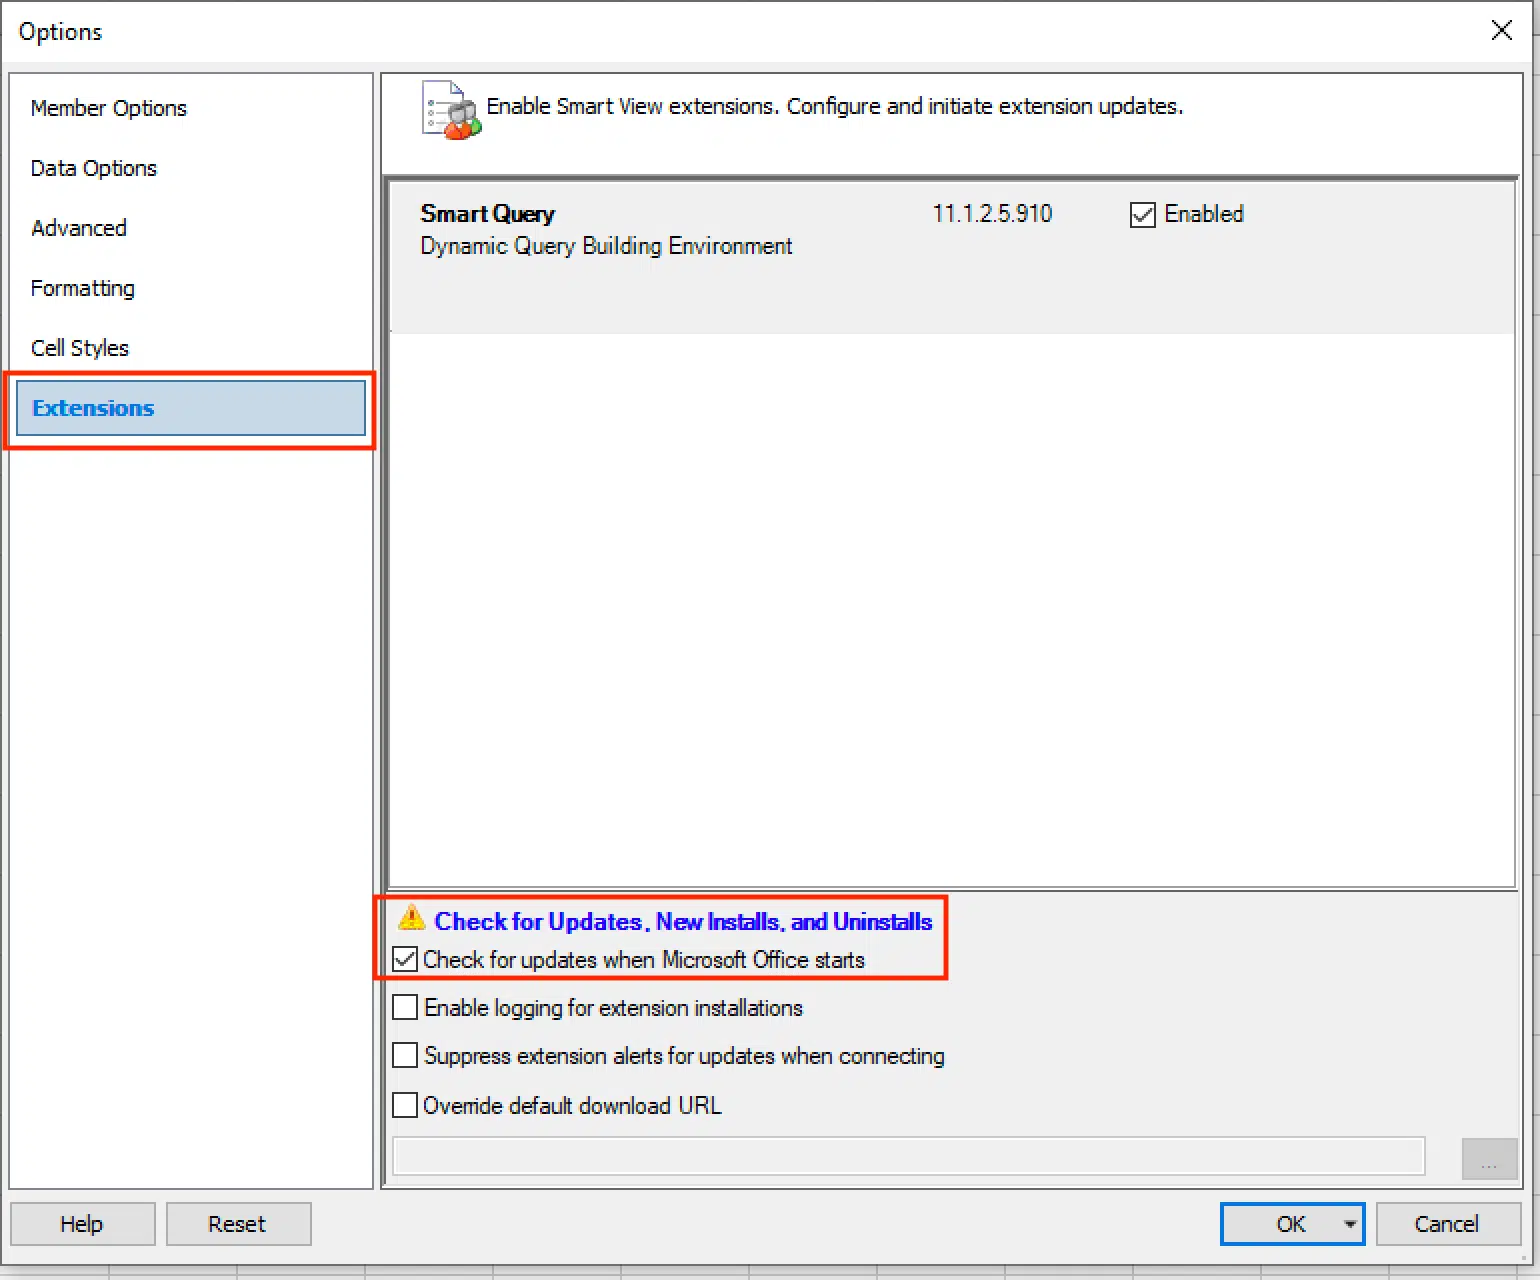 Options
Member Options
Data Options
Advanced
Formatting
Cell Styles
Extensions
Enable Smart View extensions. Configure and initiate extension updates.
Smart Query 11.1.2.5.910 Enabled
Dynamic Query Building Environment
Check for Updates, New Installs, and Uninstalls
Check for updates when Microsoft Office starts
Enable logging for extension installations
Suppress extension alerts for updates when connecting
Override default download URL
...
Help Reset OK Cancel